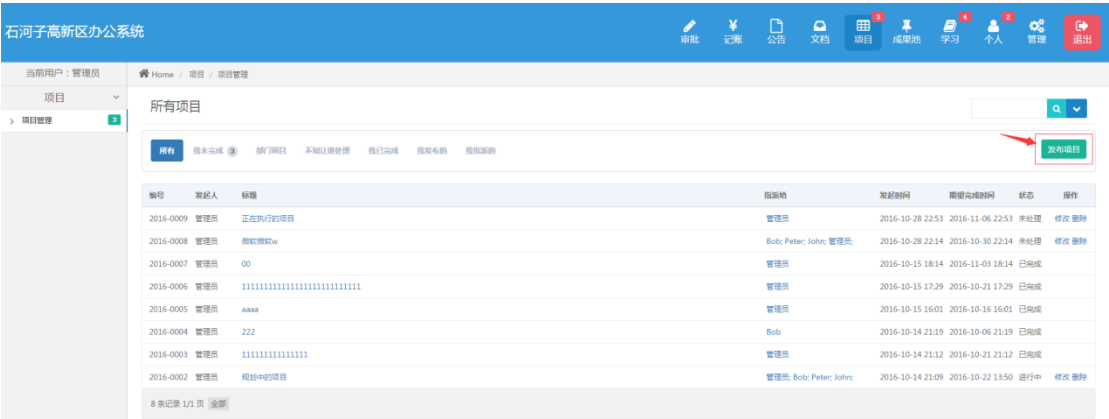 石河子高新区办公系统
审批 记账 公告 文档 项目 3 成果池 学习 4 个人 2 管理 退出
当前用户：管理员 Home / 项目 / 项目管理
项目
项目管理 3
所有项目
所有 我未完成 3 部门项目 不知让谁处理 我已完成 我发布的 我指派的 发布项目
编号 发起人 标题 指派给 发起时间 期望完成时间 状态 操作
2016-0009 管理员 正在执行的项目 管理员 2016-10-28 22:53 2016-11-06 22:53 未处理 修改 删除
2016-0008 管理员 微软微软w Bob; Peter; John; 管理员; 2016-10-28 22:14 2016-10-30 22:14 未处理 修改 删除
2016-0007 管理员 00 管理员 2016-10-15 18:14 2016-11-03 18:14 已完成
2016-0006 管理员 1111111111111111111111111111 管理员 2016-10-15 17:29 2016-10-21 17:29 已完成
2016-0005 管理员 aaaa 管理员 2016-10-15 16:01 2016-10-16 16:01 已完成
2016-0004 管理员 222 Bob 2016-10-14 21:19 2016-10-06 21:19 已完成
2016-0003 管理员 111111111111111 管理员 2016-10-14 21:12 2016-10-21 21:12 已完成
2016-0002 管理员 规划中的项目 管理员; Bob; Peter; John; 2016-10-14 21:09 2016-10-22 13:50 进行中 修改 删除
8 条记录 1/1 页 全部